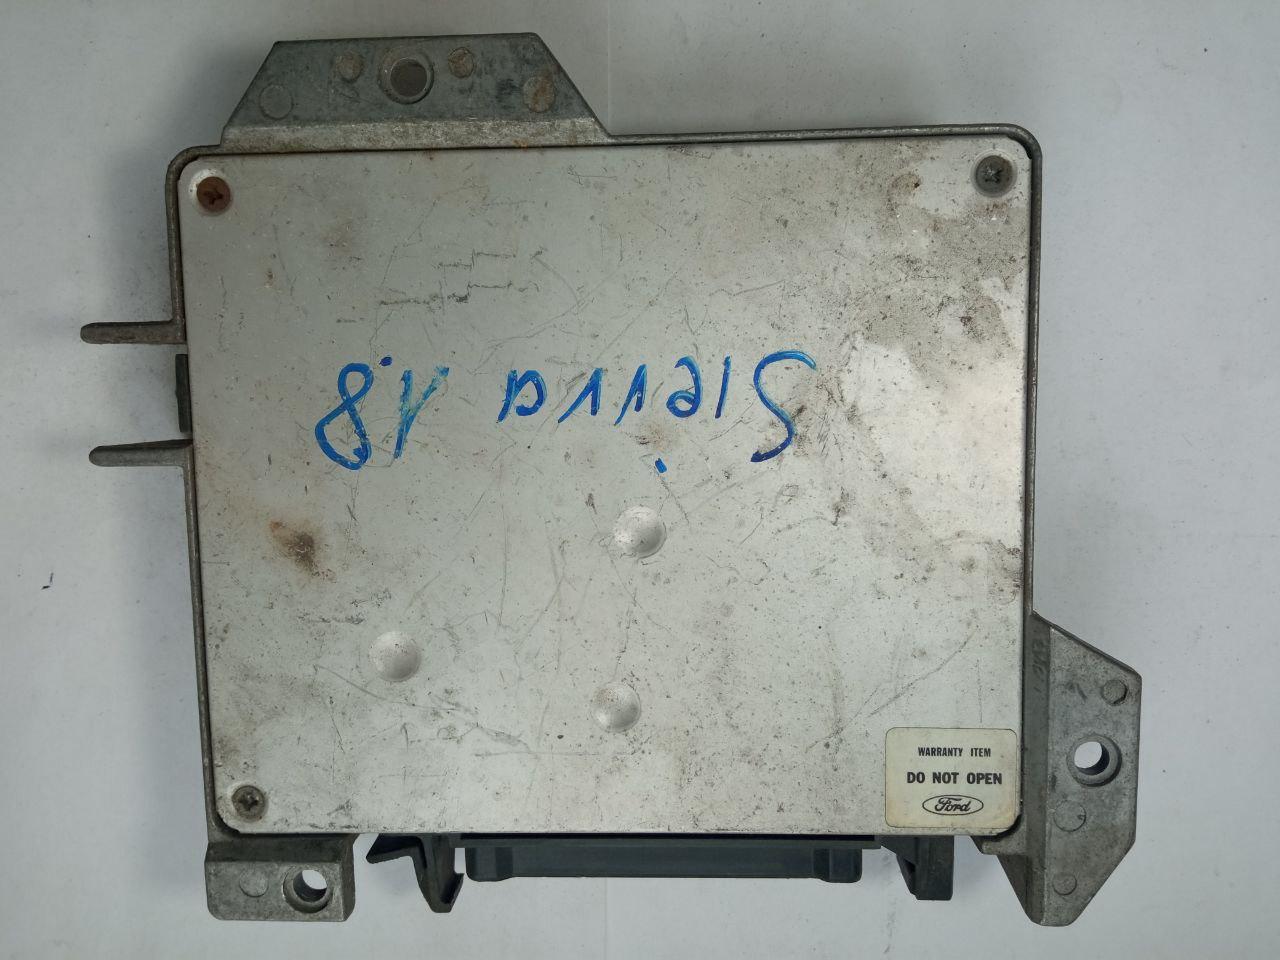 Sierra 1.8
WARRANTY ITEM
DO NOT OPEN
Ford